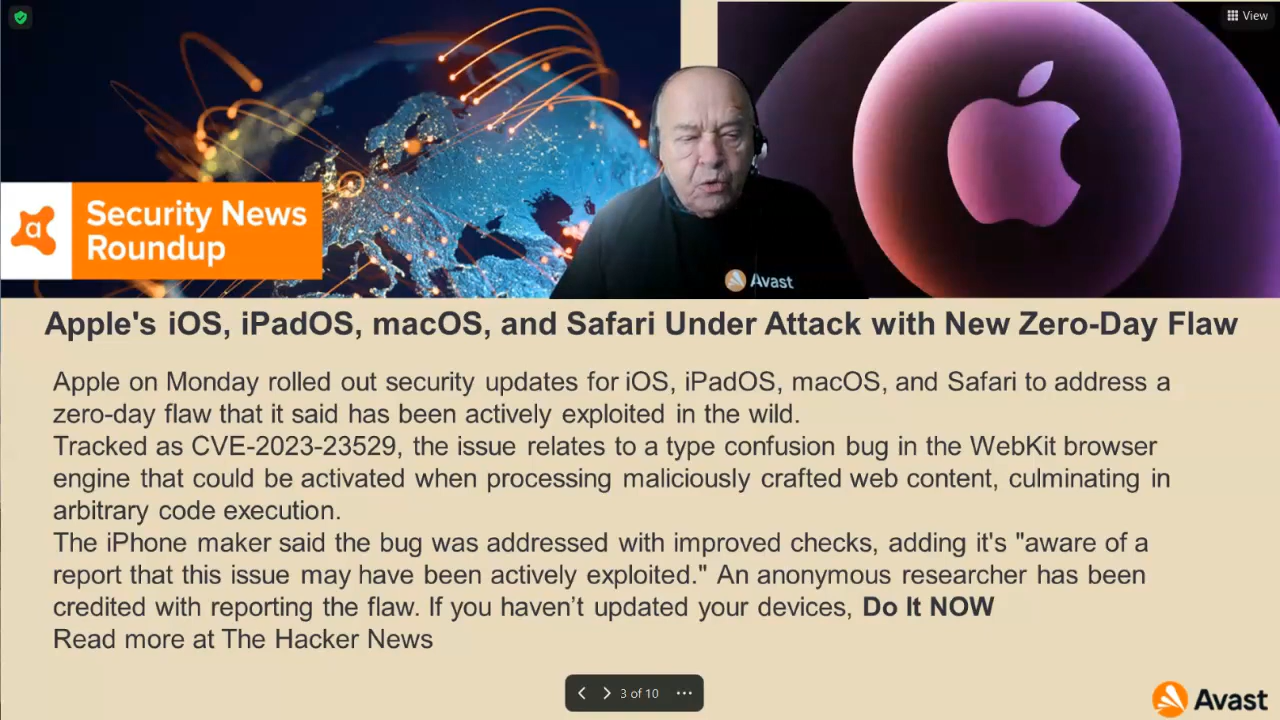 View
a
Security News
Roundup
Avast
Apple's iOS, iPadOS, macOS, and Safari Under Attack with New Zero-Day Flaw
Apple on Monday rolled out security updates for iOS, iPadOS, macOS, and Safari to address a
zero-day flaw that it said has been actively exploited in the wild.
Tracked as CVE-2023-23529, the issue relates to a type confusion bug in the WebKit browser
engine that could be activated when processing maliciously crafted web content, culminating in
arbitrary code execution.
The iPhone maker said the bug was addressed with improved checks, adding it's "aware of a
report that this issue may have been actively exploited." An anonymous researcher has been
credited with reporting the flaw. If you haven’t updated your devices, Do It NOW
Read more at The Hacker News
3 of 10
Avast